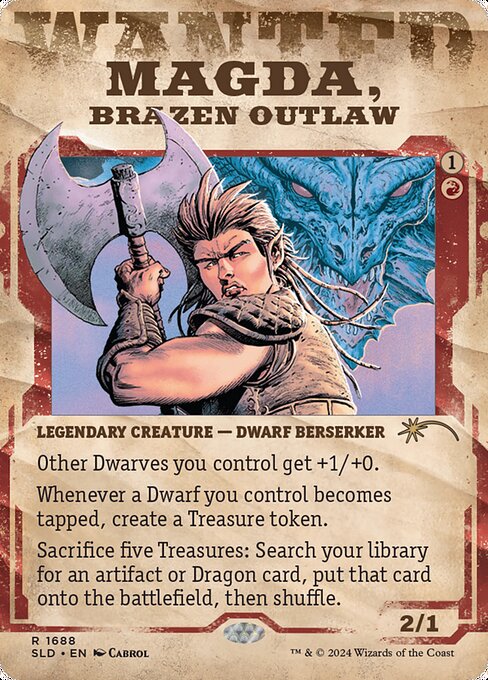 WANTED
MAGDA,
BRAZEN OUTLAW
1
LEGENDARY CREATURE — DWARF BERSERKER
Other Dwarves you control get +1/+0.
Whenever a Dwarf you control becomes
tapped, create a Treasure token.
Sacrifice five Treasures: Search your library
for an artifact or Dragon card, put that card
onto the battlefield, then shuffle.
2/1
R 1688
SLD • EN CABROL
™ & © 2024 Wizards of the Coast